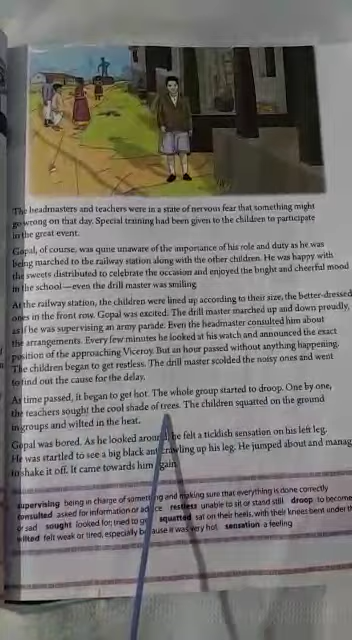 The headmasters and teachers were in a state of nervous fear that something might
go wrong on that day. Special training had been given to the children to participate
in the great event.
Gopal, of course, was quite unaware of the importance of his role and duty as he was
being marched to the railway station along with the other children. He was happy with
the sweets distributed to celebrate the occasion and enjoyed the bright and cheerful mood
in the school—even the drill master was smiling
At the railway station, the children were lined up according to their size, the better-dressed
ones in the front row. Gopal was excited. The drill master marched up and down proudly,
as if he was supervising an army parade. Even the headmaster consulted him about
the arrangements. Every few minutes he looked at his watch and announced the exact
position of the approaching Viceroy. But an hour passed without anything happening.
The children began to get restless. The drill master scolded the noisy ones and went
to find out the cause for the delay.
As time passed, it began to get hot. The whole group started to droop. One by one,
the teachers sought the cool shade of trees. The children squatted on the ground
in groups and wilted in the heat.
Gopal was bored. As he looked around, he felt a ticklish sensation on his left leg.
He was startled to see a big black ant crawling up his leg. He jumped about and manag
to shake it off. It came towards him again.
supervising being in charge of something and making sure that everything is done correctly
consulted asked for information or advice restless unable to sit or stand still droop to become
or sad sought looked for; tried to get squatted sat on their heels, with their knees bent under th
wilted felt weak or tired, especially because it was very hot sensation a feeling